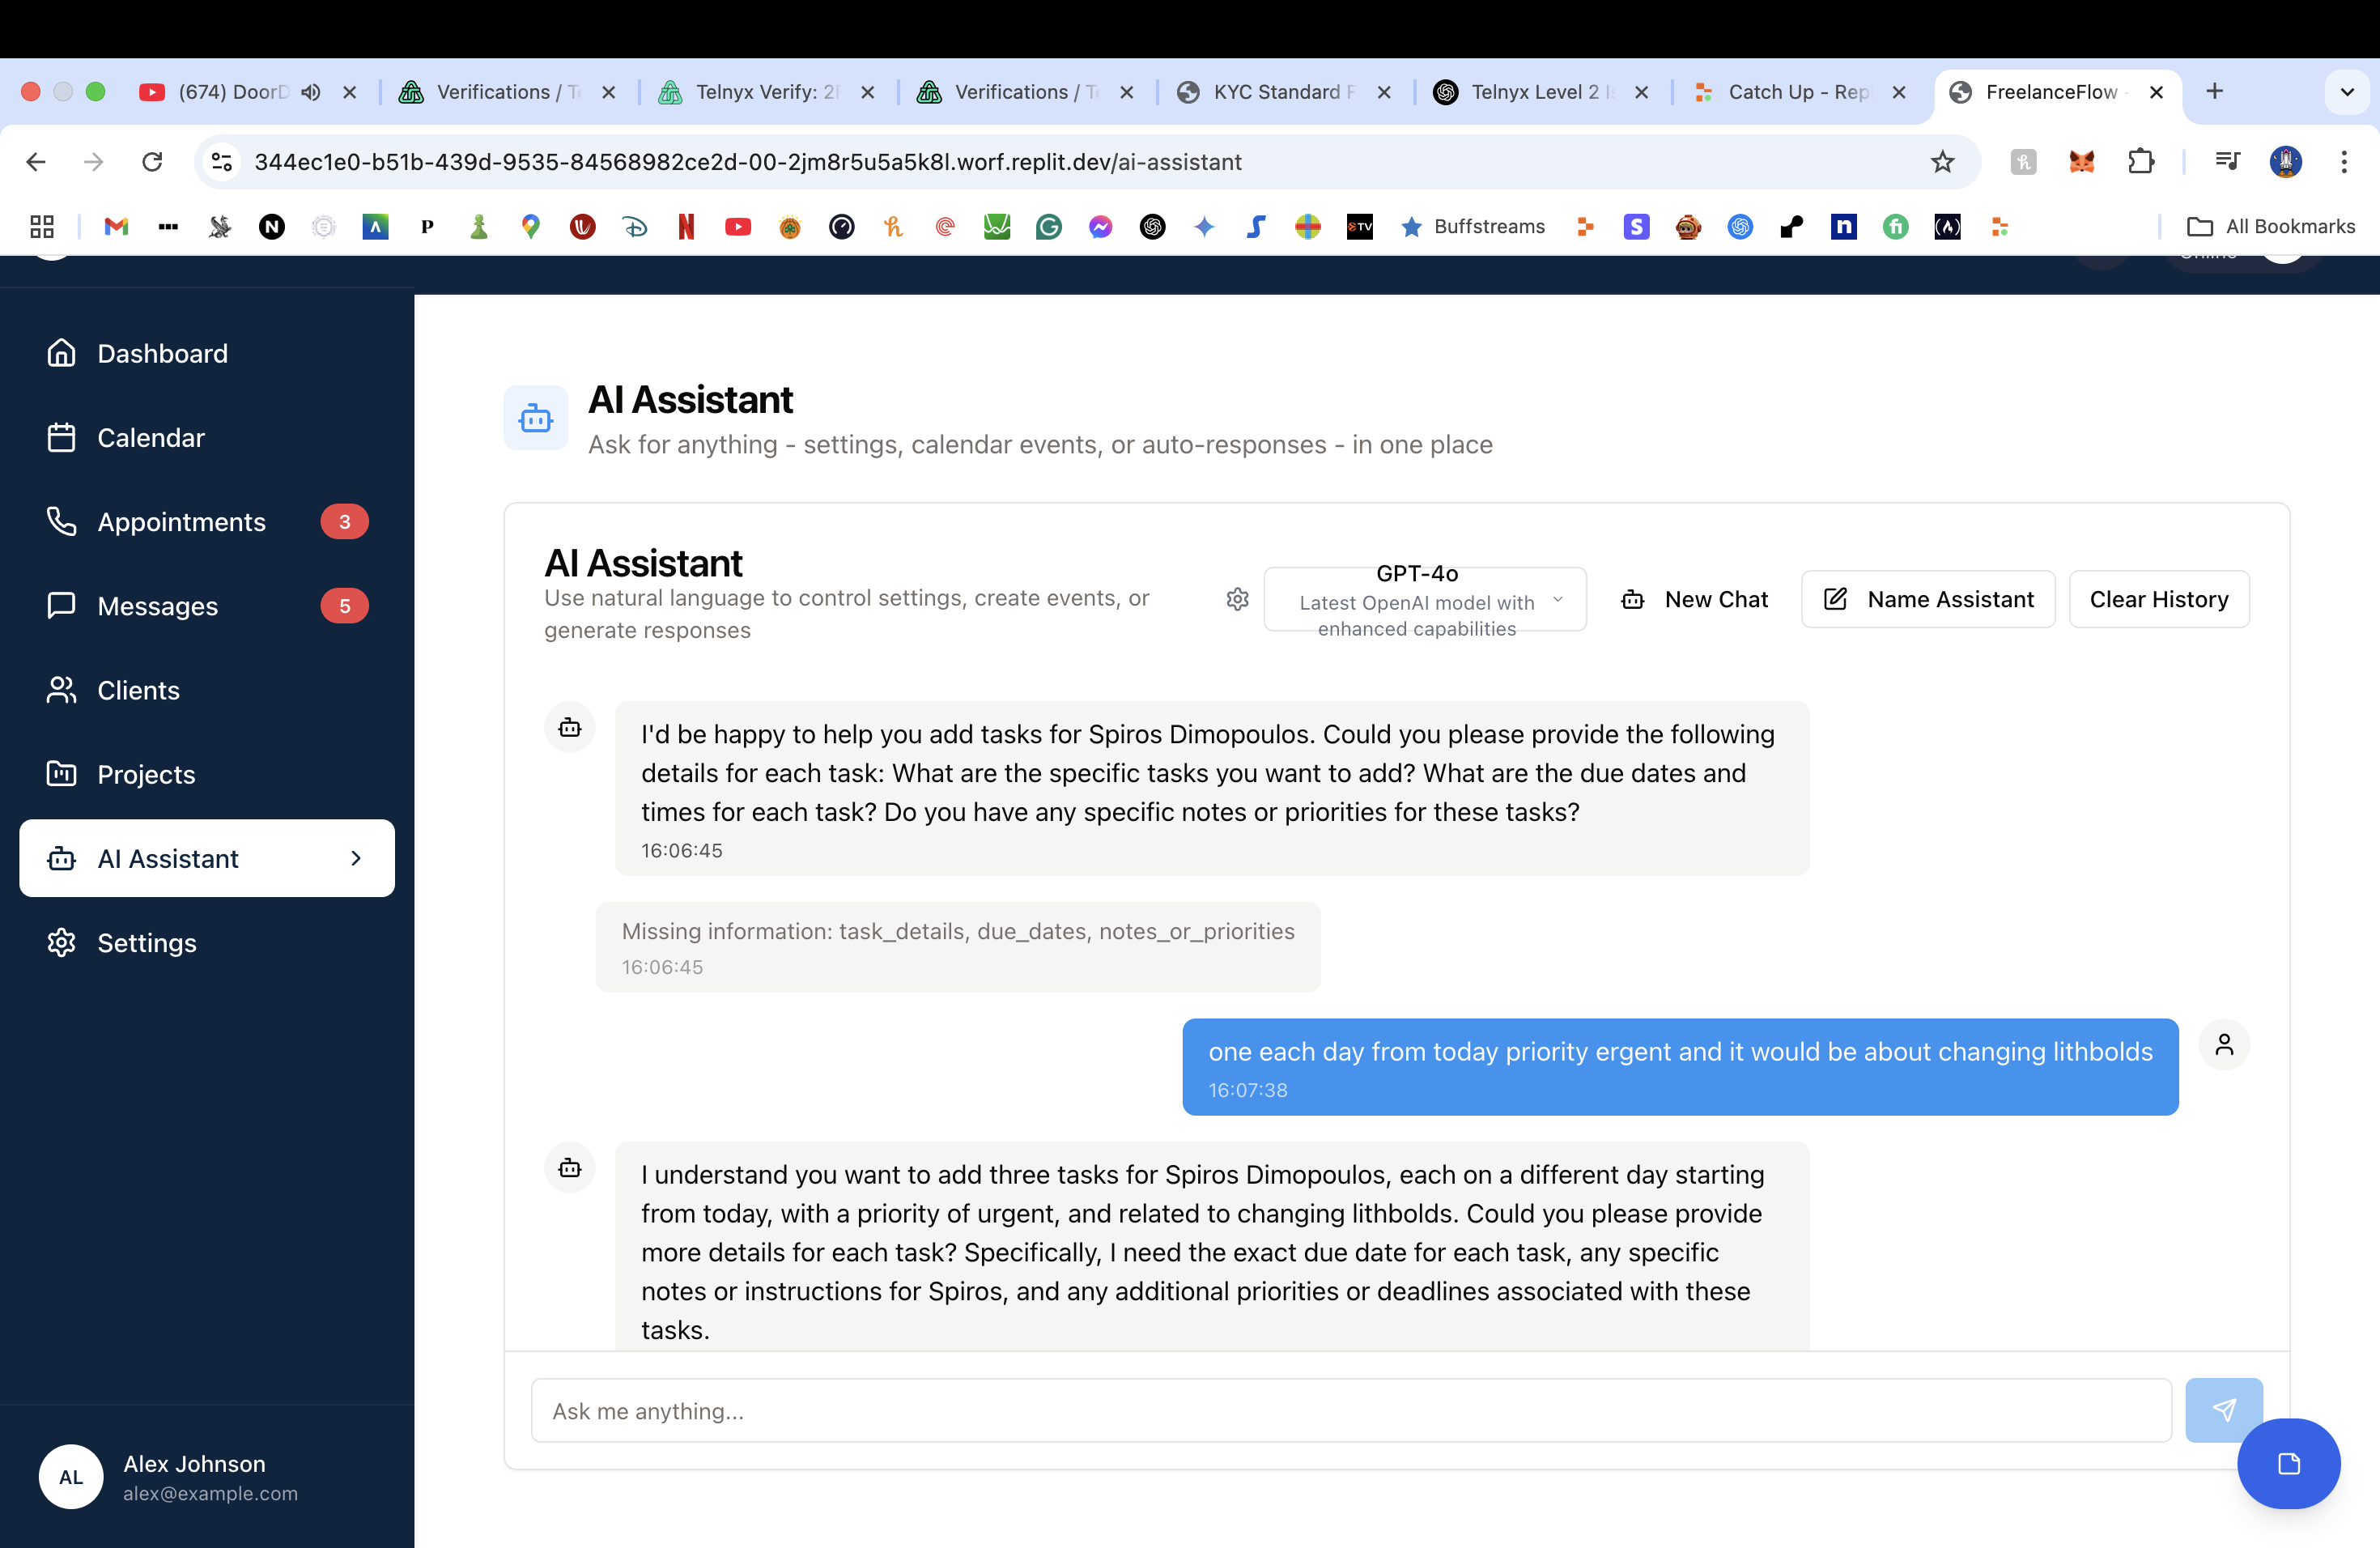 (674) DoorD
Verifications / Te
Telnyx Verify: 2F
Verifications / Te
KYC Standard F
Telnyx Level 2 I
Catch Up - Rep
FreelanceFlow -
344ec1e0-b51b-439d-9535-84568982ce2d-00-2jm8r5u5a5k8l.worf.replit.dev/ai-assistant
Buffstreams
All Bookmarks
Dashboard
Calendar
Appointments 3
Messages 5
Clients
Projects
AI Assistant
Settings
AL
Alex Johnson
alex@example.com
AI Assistant
Ask for anything - settings, calendar events, or auto-responses - in one place
AI Assistant
Use natural language to control settings, create events, or
generate responses
GPT-4o
Latest OpenAI model with
enhanced capabilities
New Chat
Name Assistant
Clear History
I'd be happy to help you add tasks for Spiros Dimopoulos. Could you please provide the following
details for each task: What are the specific tasks you want to add? What are the due dates and
times for each task? Do you have any specific notes or priorities for these tasks?
16:06:45
Missing information: task_details, due_dates, notes_or_priorities
16:06:45
one each day from today priority ergent and it would be about changing lithbolds
16:07:38
I understand you want to add three tasks for Spiros Dimopoulos, each on a different day starting
from today, with a priority of urgent, and related to changing lithbolds. Could you please provide
more details for each task? Specifically, I need the exact due date for each task, any specific
notes or instructions for Spiros, and any additional priorities or deadlines associated with these
tasks.
Ask me anything...